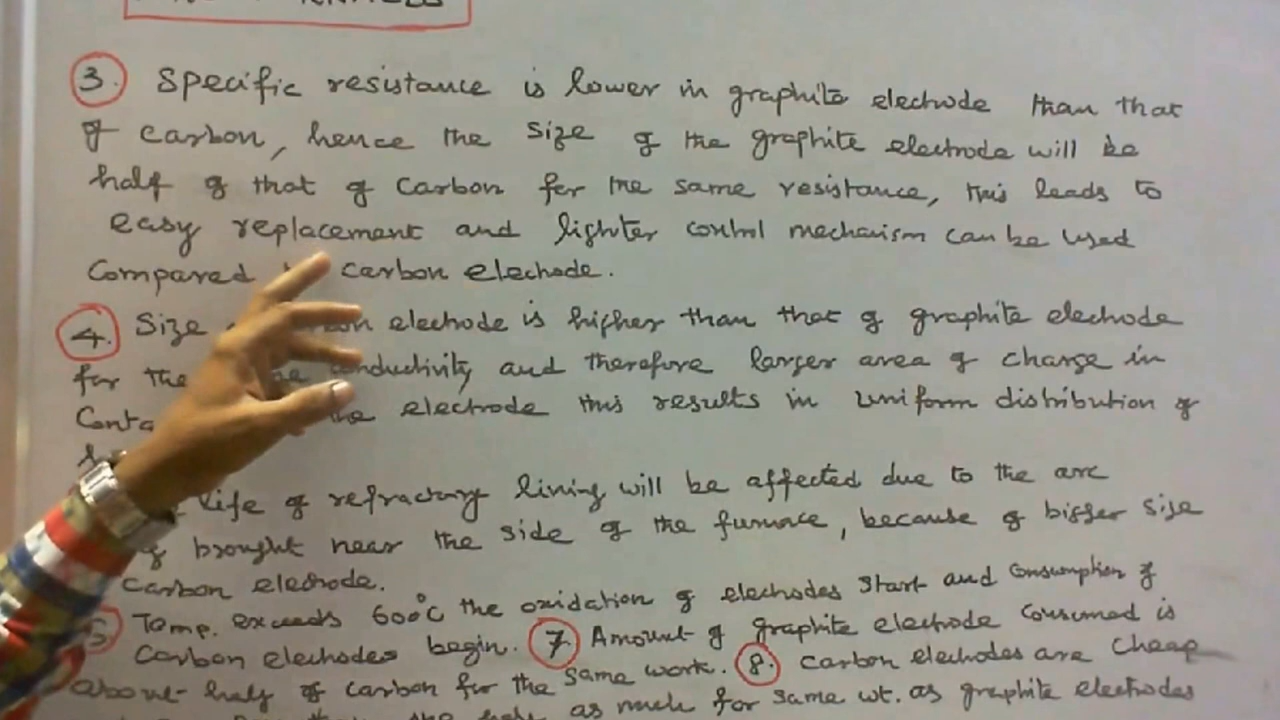 3. Specific resistance is lower in graphite electrode than that
of carbon, hence the size of the graphite electrode will be
half of that of carbon for the same resistance, this leads to
easy replacement and lighter control mechanism can be used
Compared carbon electrode.
4. Size electrode is higher than that of graphite electrode
for the conductivity and therefore larger area of charge in
the electrode this results in uniform distribution of
Life of refractory lining will be affected due to the arc
brought near the side of the furnace, because of bigger size
carbon electrode.
Temp. exceeds 600°C the oxidation of electrodes start and consumption of
carbon electrodes begin. 7. Amount of graphite electrode consumed is
about half of carbon for the same work. 8. carbon electrodes are cheap
as much for same wt. as graphite electrodes